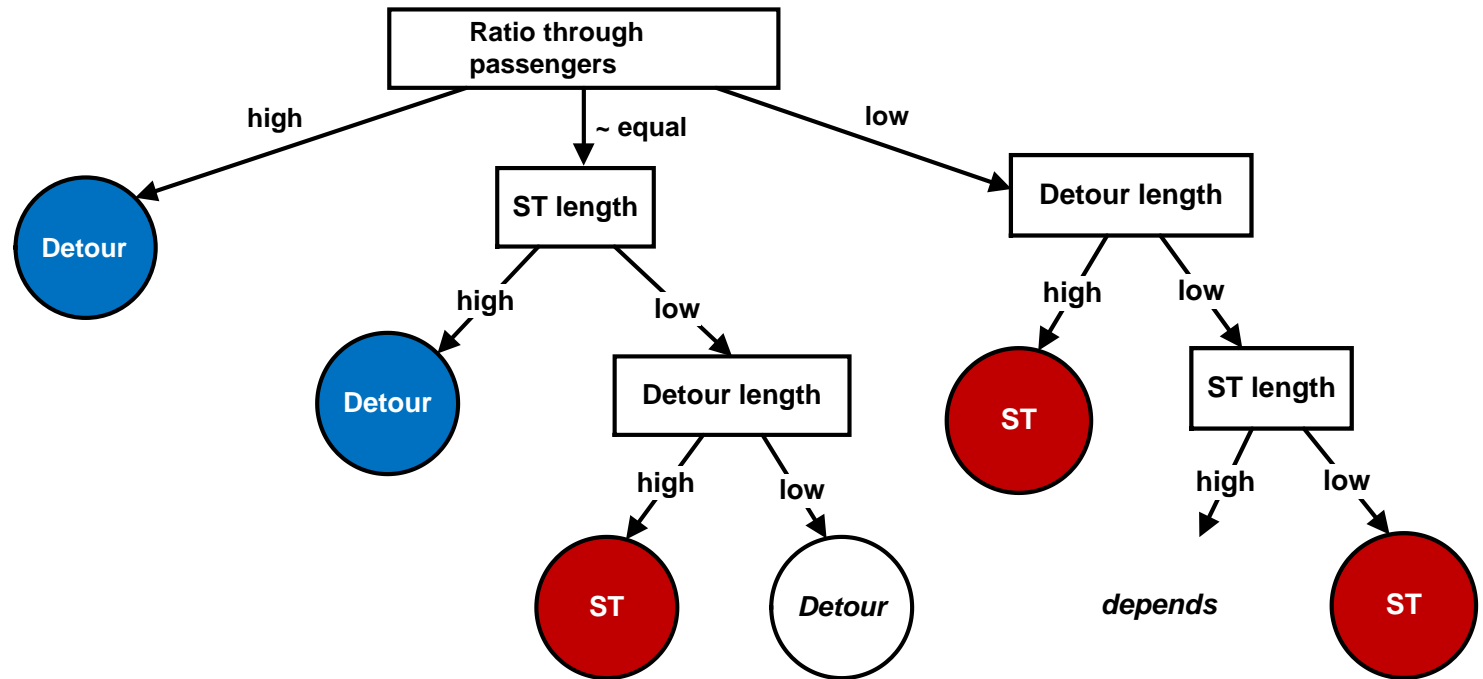 Ratio through
passengers
high
~ equal
low
Detour
ST length
Detour length
high
low
high
low
Detour
Detour length
ST
ST length
high
low
high
low
ST
Detour
depends
ST